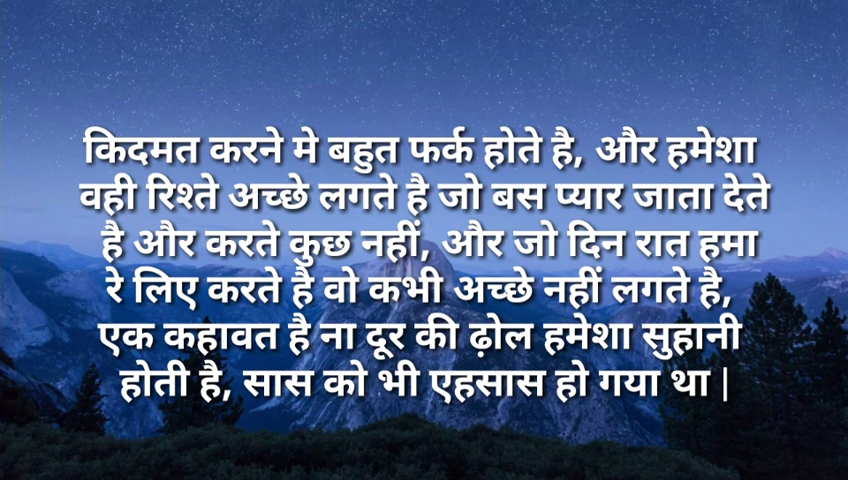 किदमत करने मे बहुत फर्क होते है, और हमेशा
वही रिश्ते अच्छे लगते है जो बस प्यार जाता देते
है और करते कुछ नहीं, और जो दिन रात हमा
रे लिए करते है वो कभी अच्छे नहीं लगते है,
एक कहावत है ना दूर की ढ़ोल हमेशा सुहानी
होती है, सास को भी एहसास हो गया था |